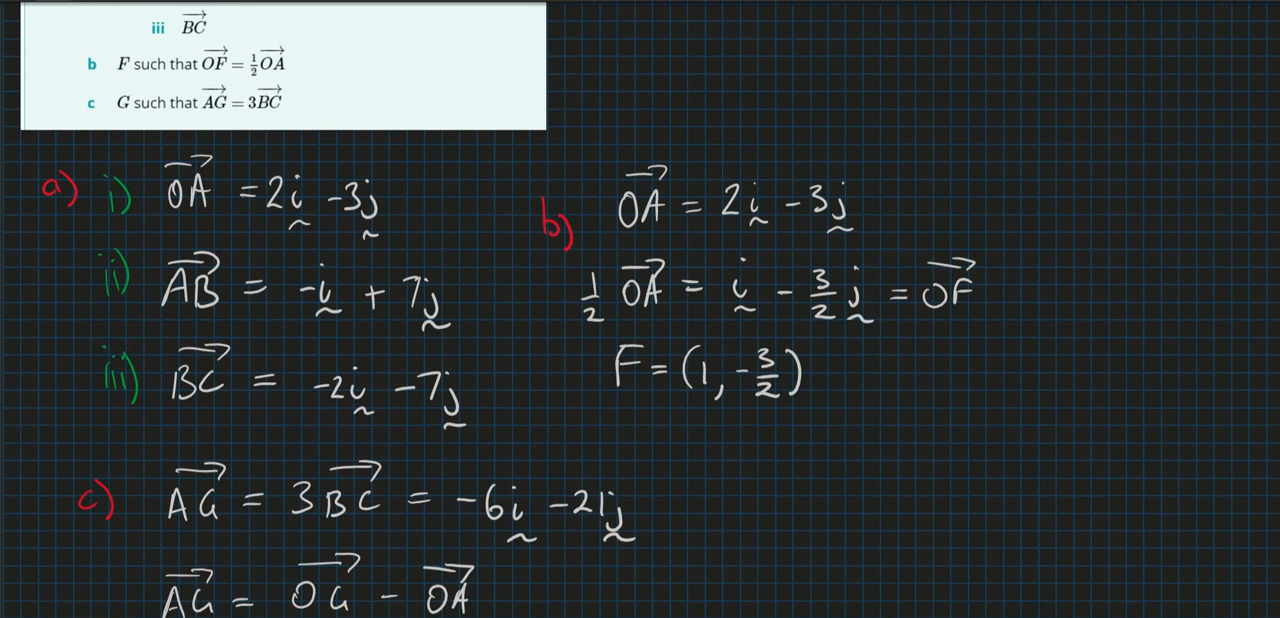 iii $\overrightarrow{BC}$
b F such that $\overrightarrow{OF} = \frac{1}{2}\overrightarrow{OA}$
c G such that $\overrightarrow{AG} = 3\overrightarrow{BC}$
a) i) $\overrightarrow{OA} = 2\underset{\sim}{i} - 3\underset{\sim}{j}$
ii) $\overrightarrow{AB} = -\underset{\sim}{i} + 7\underset{\sim}{j}$
iii) $\overrightarrow{BC} = -2\underset{\sim}{i} - 7\underset{\sim}{j}$
b) $\overrightarrow{OA} = 2\underset{\sim}{i} - 3\underset{\sim}{j}$
$\frac{1}{2}\overrightarrow{OA} = \underset{\sim}{i} - \frac{3}{2}\underset{\sim}{j} = \overrightarrow{OF}$
$F = (1, -\frac{3}{2})$
c) $\overrightarrow{AG} = 3\overrightarrow{BC} = -6\underset{\sim}{i} - 21\underset{\sim}{j}$
$\overrightarrow{AG} = \overrightarrow{OG} - \overrightarrow{OA}$